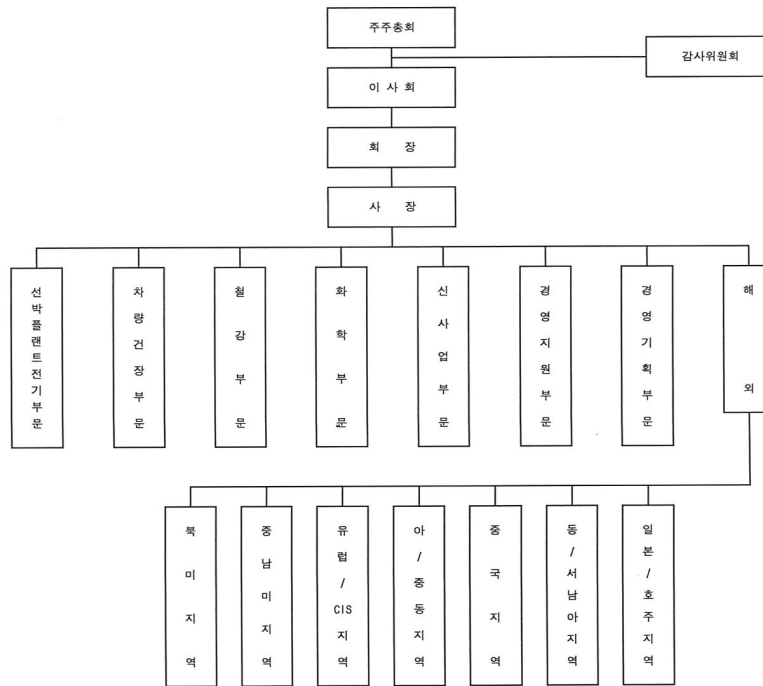 주주총회
감사위원회
이 사 회
회 장
사 장
선박플랜트전기부문
차량건장부문
철강부문
화학부문
신사업부문
경영지원부문
경영기획부문
해외
북미지역
중남미지역
유럽/CIS지역
아/중동지역
중국지역
동/서남아지역
일본/호주지역